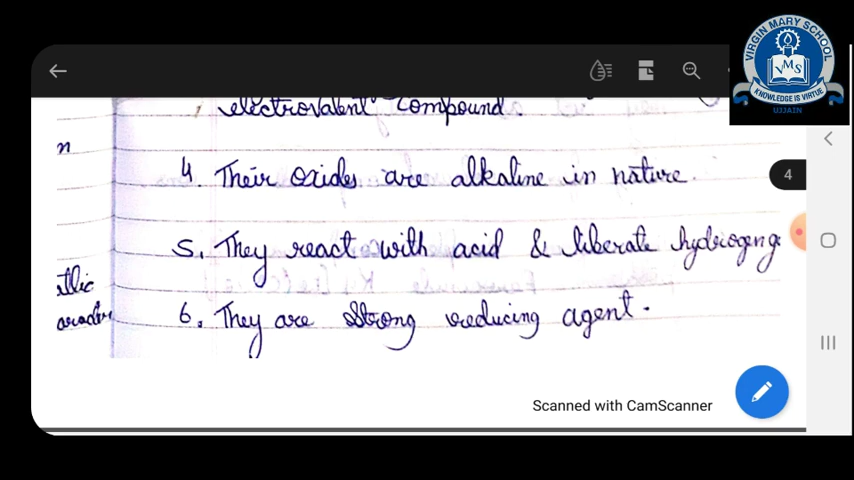 VIRGIN MARY SCHOOL
VMS
KNOWLEDGE IS VIRTUE
UJJAIN
electrovalent compound.
n
4. Their oxides are alkaline in nature.
4
5. They react with acid & liberate hydrogen g
6. They are strong reducing agent.
Scanned with CamScanner